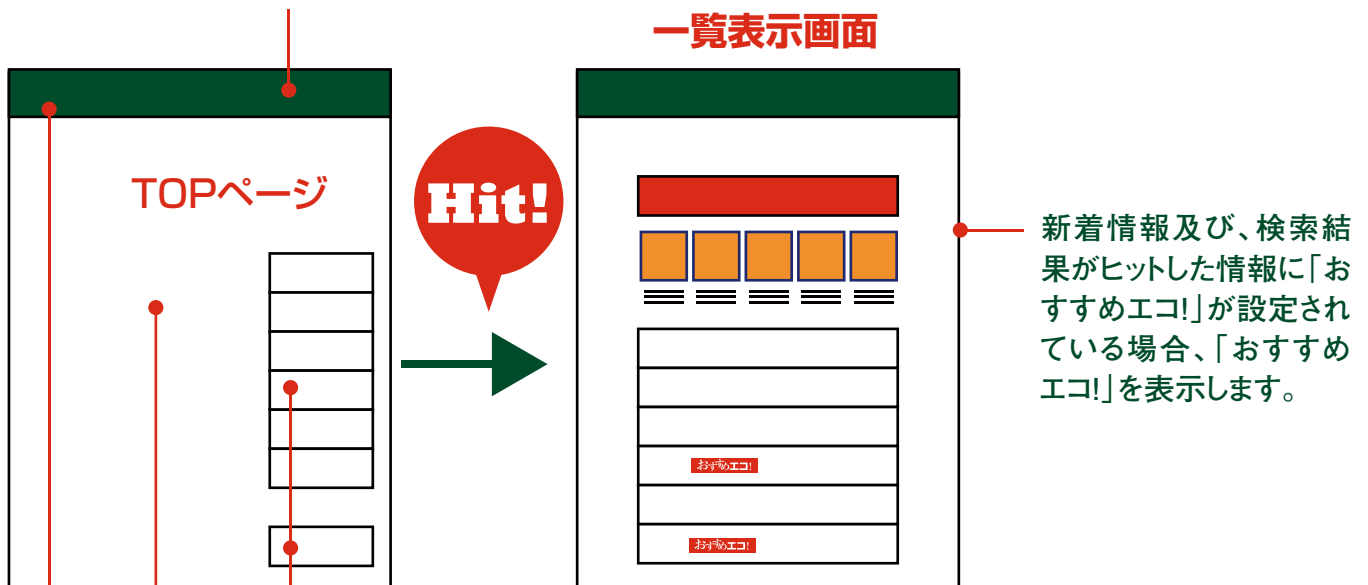 一覧表示画面
TOPページ
Hit!
新着情報及び、検索結
果がヒットした情報に「お
すすめエコ!」が設定され
ている場合、「おすすめ
エコ!」を表示します。
おすすめエコ!
おすすめエコ!